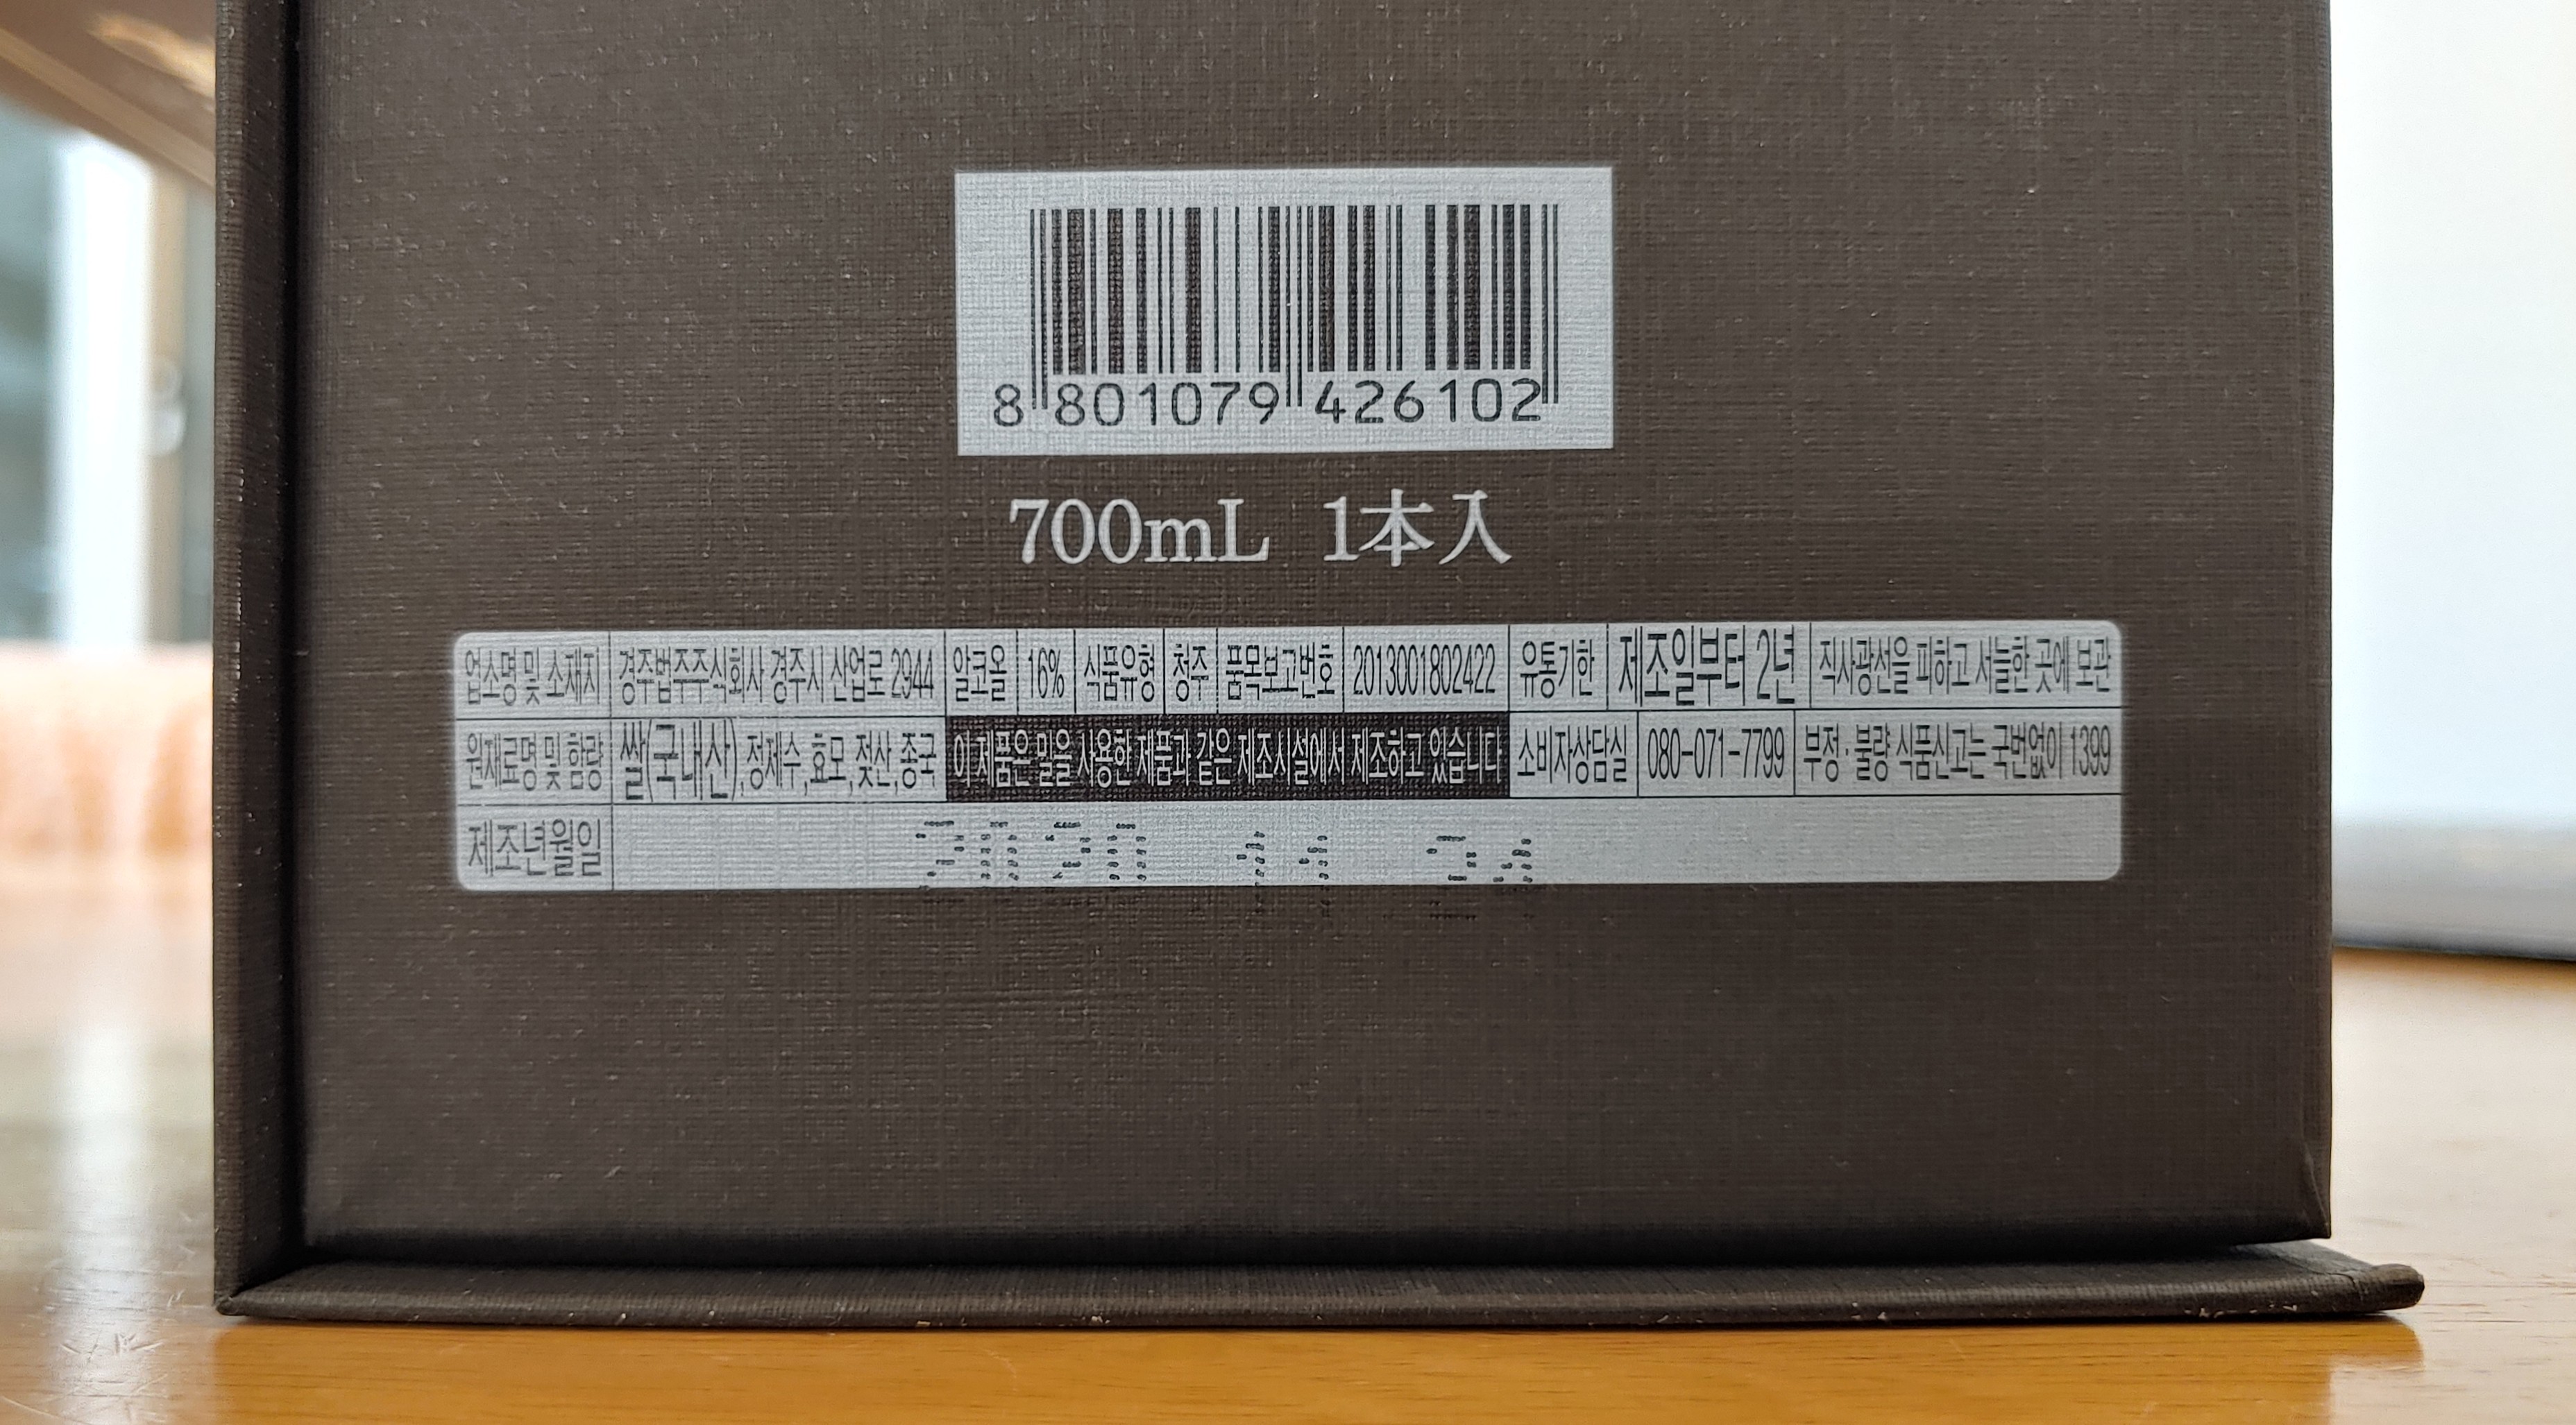 8 801079 426102
700mL 1本入
업소명 및 소재지 경주법주주식회사 경주시 산업로 2944 알코올 16% 식품유형 청주 품목보고번호 2013001802422 유통기한 제조일부터 2년 직사광선을 피하고 서늘한 곳에 보관
원재료명 및 함량 쌀(국내산),정제수,효모,젖산,종국 이 제품은 밀을 사용한 제품과 같은 제조시설에서 제조하고 있습니다 소비자상담실 080-071-7799 부정·불량 식품신고는 국번없이 1399
제조년월일 2020